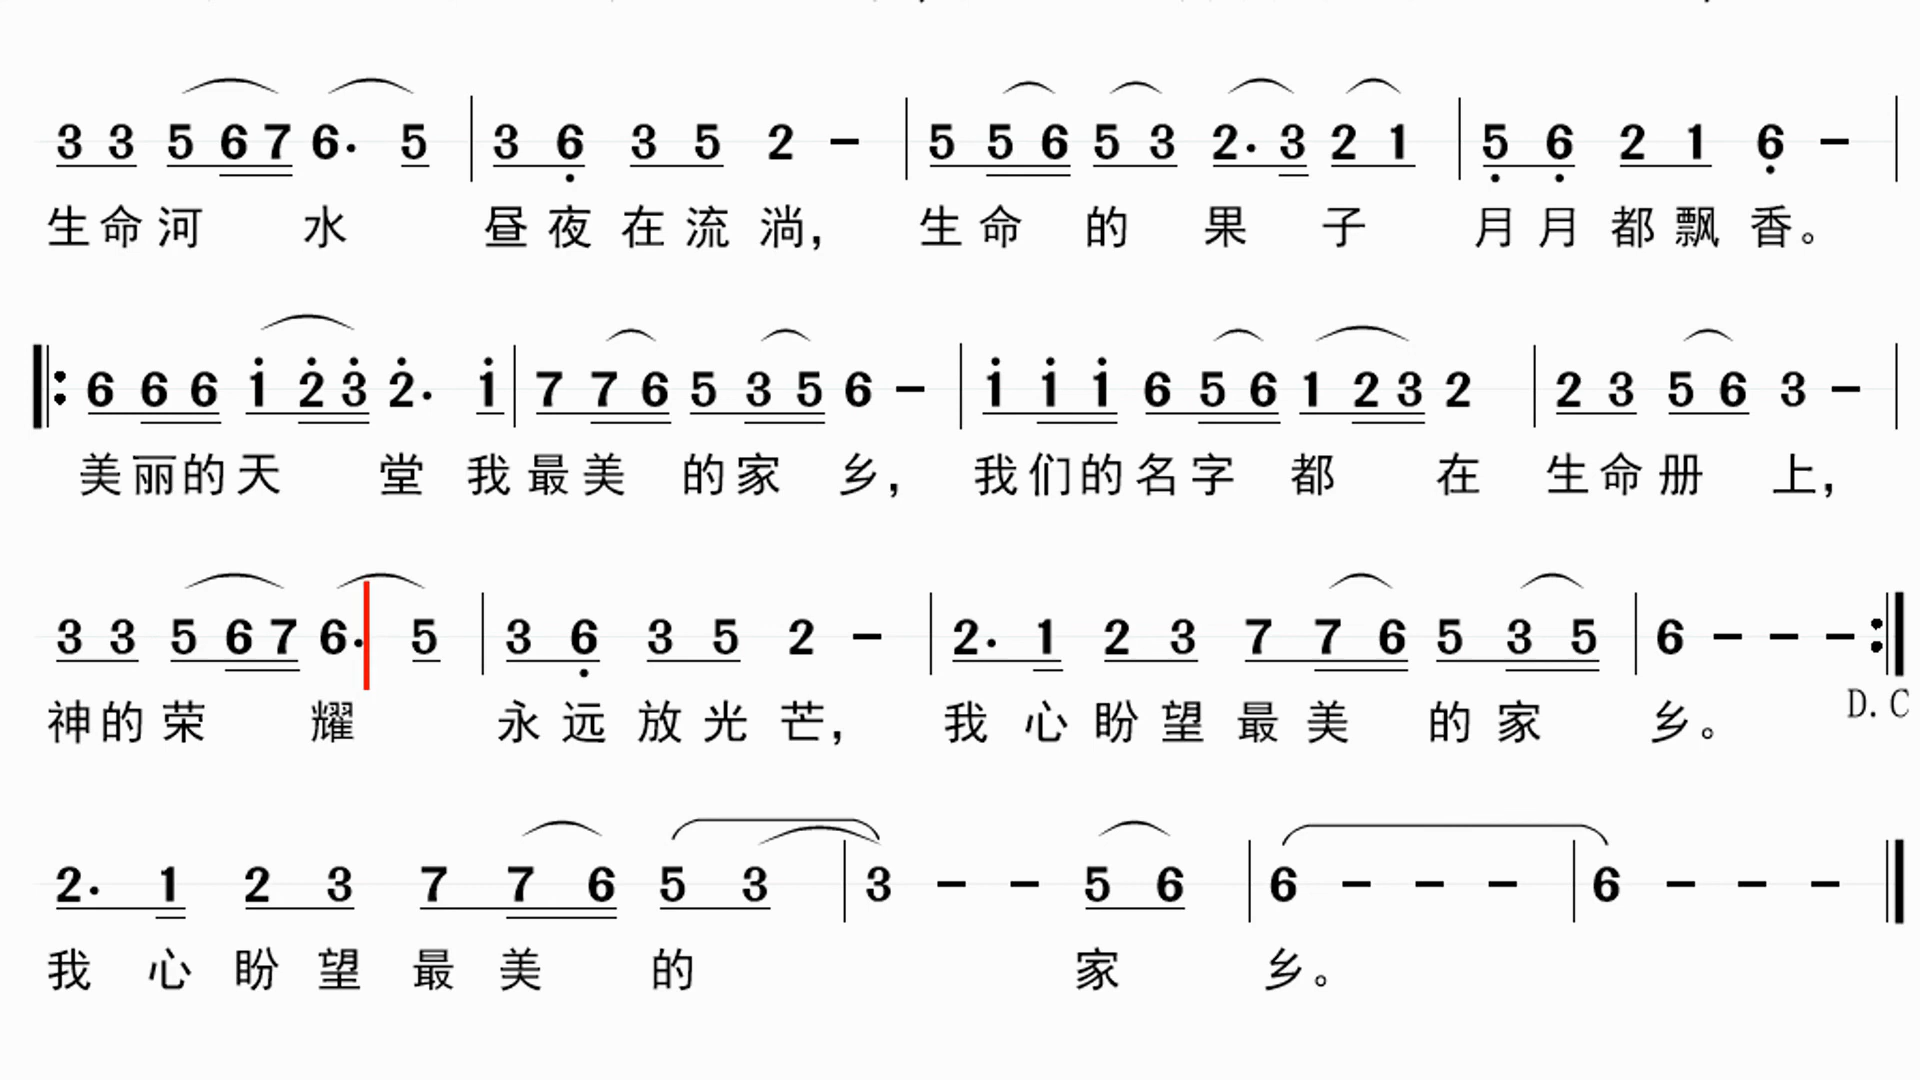 3 3 5 6 7 6. 5 | 3 6̣ 3 5 2 – | 5 5 6 5 3 2. 3 2 1 | 5̣ 6̣ 2 1 6̣ – |
生命河 水 昼夜在流淌， 生命 的 果 子 月月都飘香。
‖: 6 6 6 1̇ 2̇ 3̇ 2̇. 1̇ | 7 7 6 5 3 5 6 – | 1̇ 1̇ 1̇ 6 5 6 1 2 3 2 | 2 3 5 6 3 – |
美丽的天 堂 我最美 的家 乡， 我们的名字 都 在 生命册 上，
3 3 5 6 7 6. 5 | 3 6̣ 3 5 2 – | 2. 1 2 3 7 7 6 5 3 5 | 6 – – – :‖
神的荣 耀 永远放光芒， 我 心盼望最美 的家 乡。 D.C
2. 1 2 3 7 7 6 5 3 | 3 – – 5 6 | 6 – – – | 6 – – – ‖
我 心 盼 望 最 美 的 家 乡。